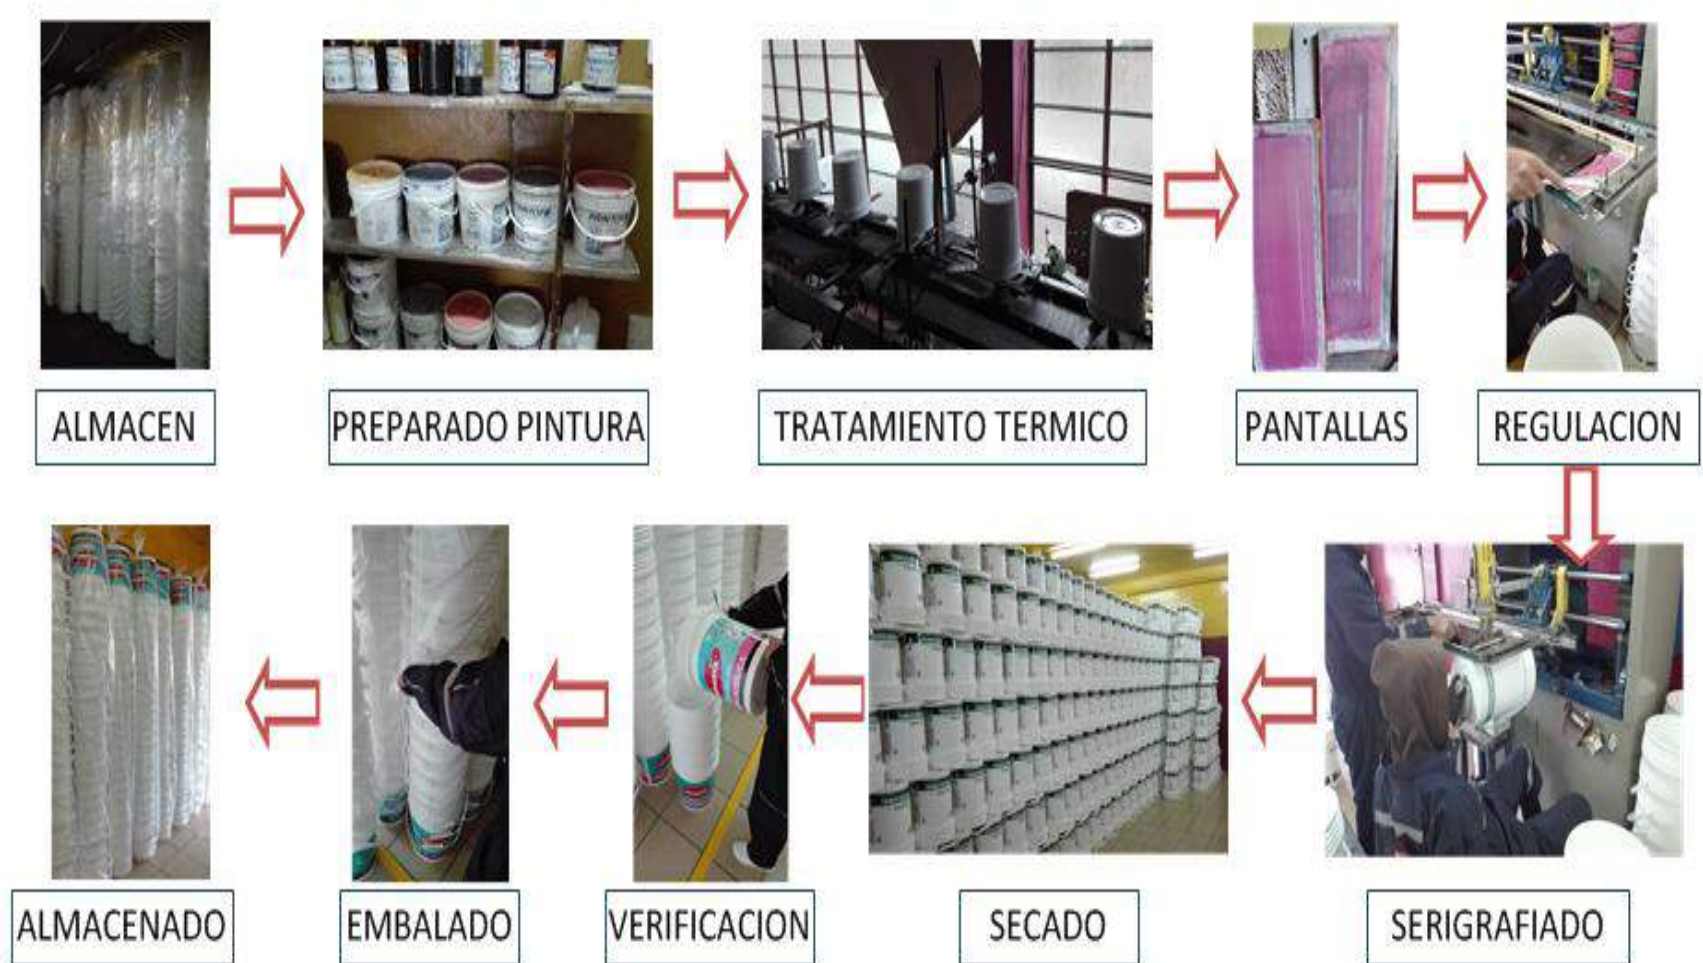 ALMACEN
PREPARADO PINTURA
TRATAMIENTO TERMICO
PANTALLAS
REGULACION
SERIGRAFIADO
SECADO
VERIFICACION
EMBALADO
ALMACENADO